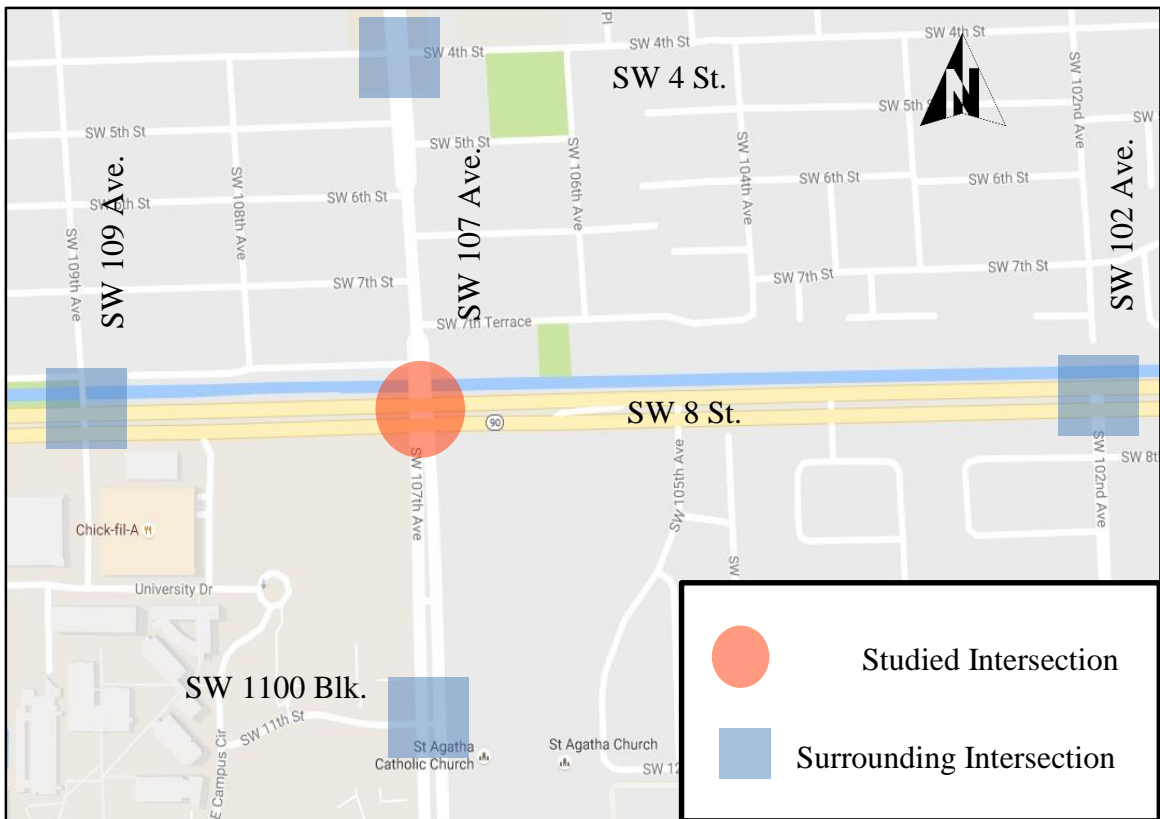 Pl
SW 4th St
SW 4th St
SW 4th St
SW 4 St.
N
SW 102nd Ave
SW 5th St
SW 5th St
SW 5th St
SW 109 Ave.
SW 107 Ave.
SW 102 Ave.
SW 108th Ave
SW 106th Ave
SW 104th Ave
SW 6th St
SW 6th St
SW 6th St
SW 109th Ave
SW 7th St
SW 7th St
SW 7th St
SW 7th Terrace
SW 8 St.
90
SW 107th Ave
SW 105th Ave
SW 102nd Ave
SW 8t
Chick-fil-A
SW
University Dr
Studied Intersection
SW 1100 Blk.
SW 11th St
E Campus Cir
St Agatha
Catholic Church
St Agatha Church
SW 12
Surrounding Intersection